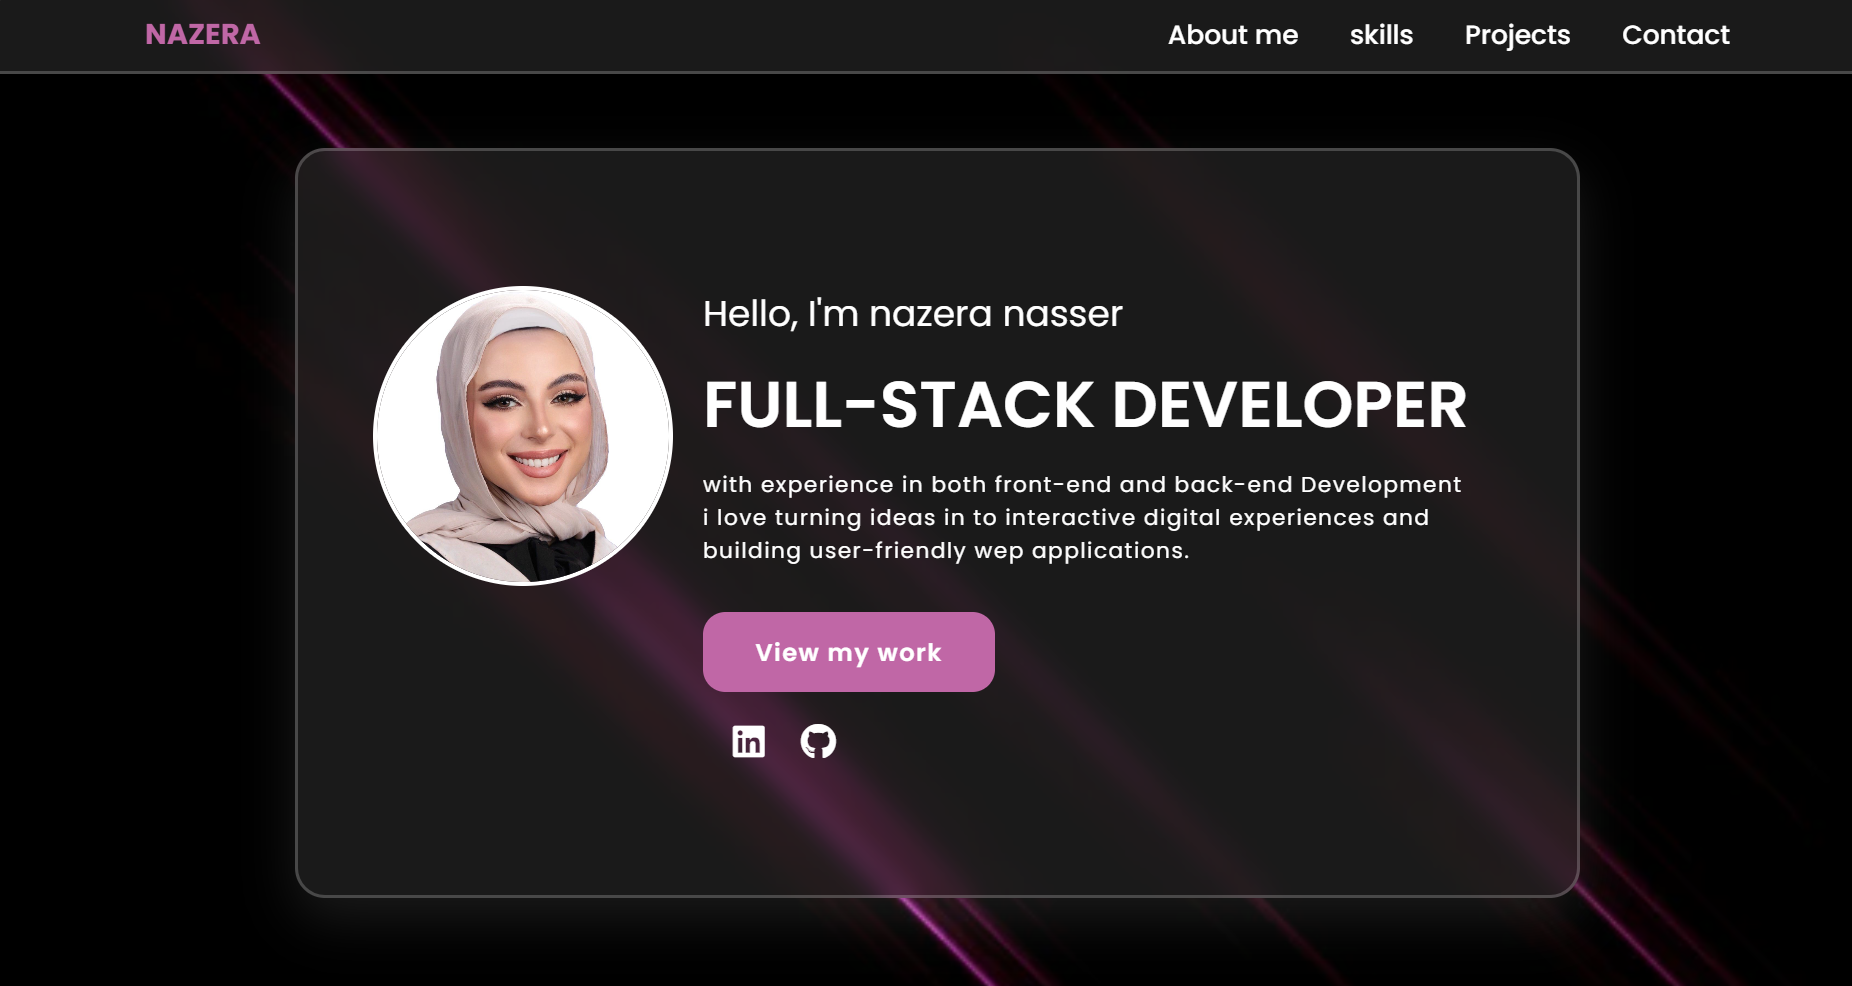 NAZERA
About me
skills
Projects
Contact
Hello, I'm nazera nasser
FULL-STACK DEVELOPER
with experience in both front-end and back-end Development
i love turning ideas in to interactive digital experiences and
building user-friendly wep applications.
View my work
in